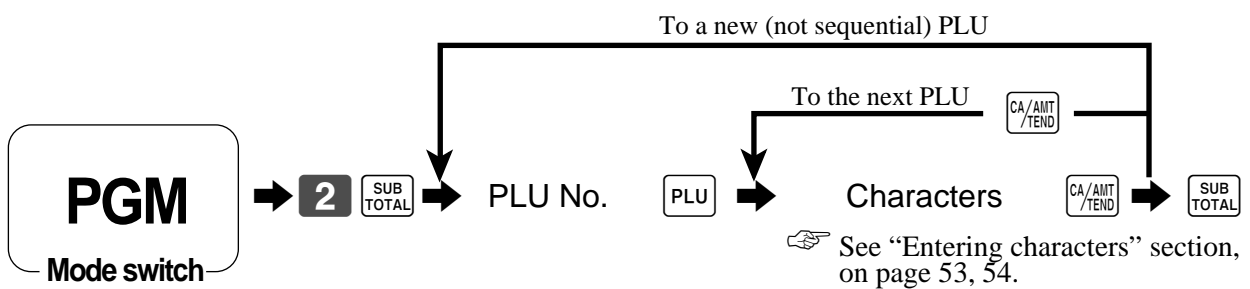 To a new (not sequential) PLU
To the next PLU
CA/AMT
/TEND
PGM
Mode switch
2
SUB
TOTAL
PLU No.
PLU
Characters
CA/AMT
/TEND
SUB
TOTAL
See “Entering characters” section,
on page 53, 54.